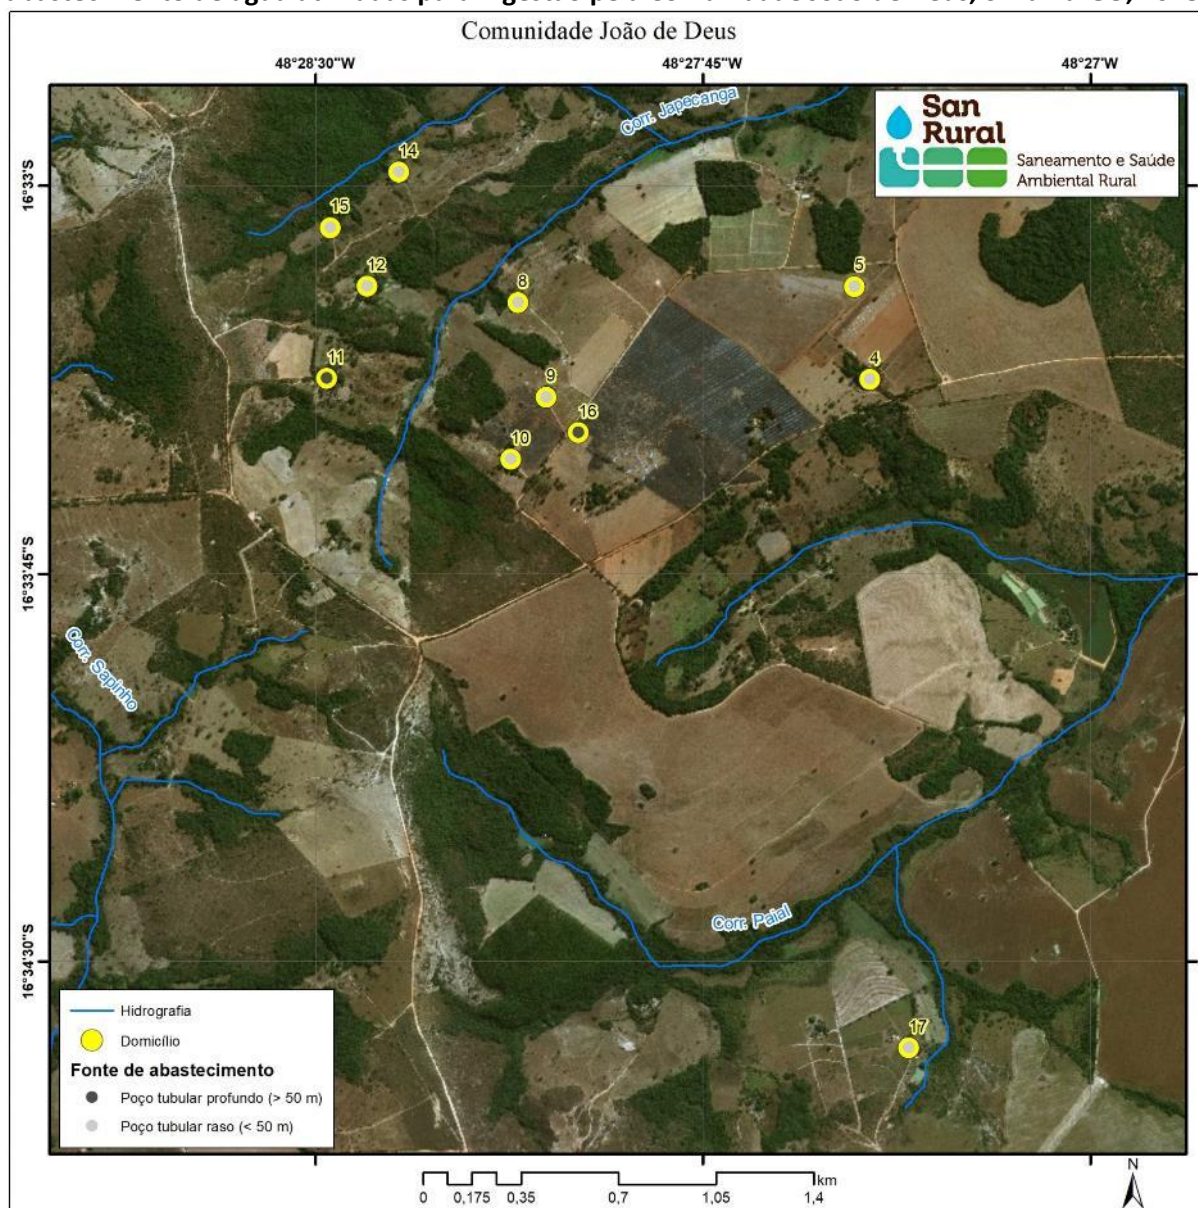 Comunidade João de Deus
48°28'30"W
48°27'45"W
48°27'W
Corr. Japecanga
San
Rural
Saneamento e Saúde
Ambiental Rural
16°33'S
14
15
12
8
5
11
4
9
16
10
16°33'45"S
Corr. Sapinho
Corr. Paial
16°34'30"S
17
Hidrografia
Domicílio
Fonte de abastecimento
Poço tubular profundo (> 50 m)
Poço tubular raso (< 50 m)
N
km
0 0,175 0,35 0,7 1,05 1,4